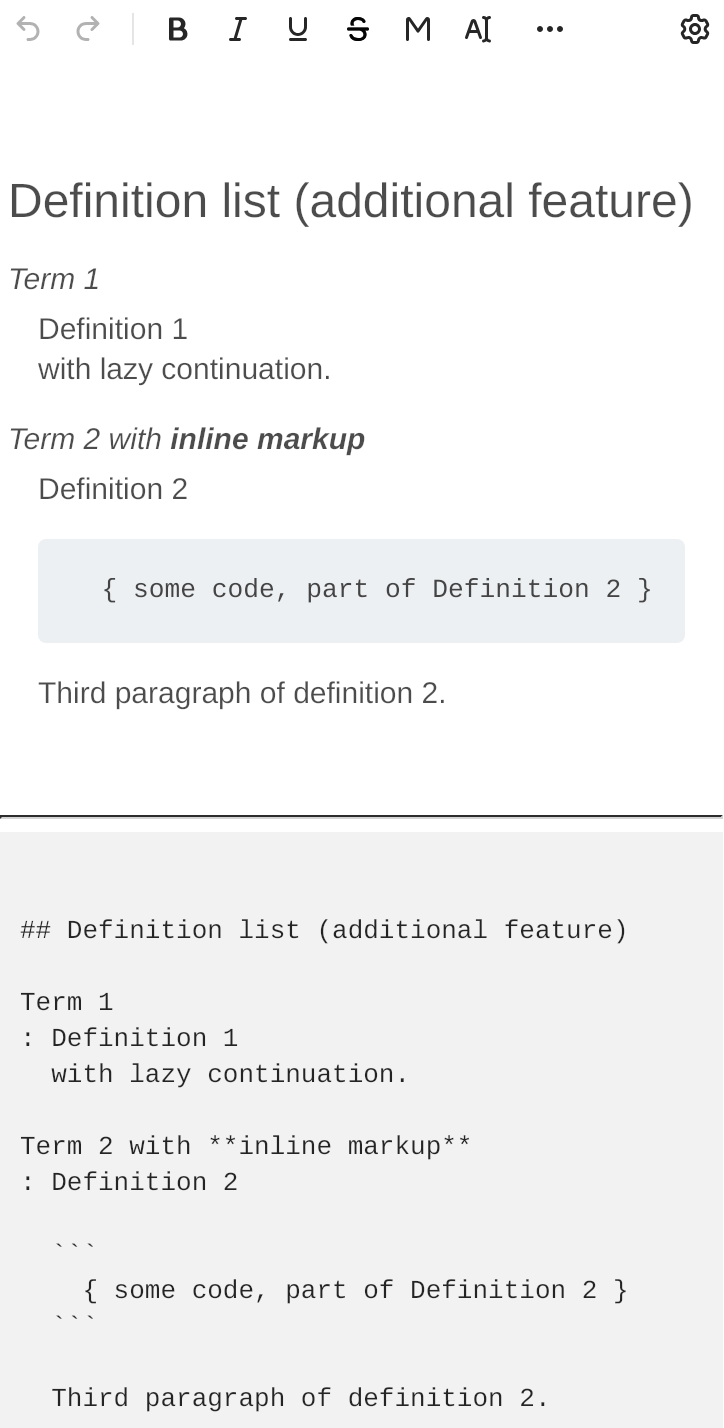 B I U S M AI
Definition list (additional feature)
Term 1
Definition 1
with lazy continuation.
Term 2 with inline markup
Definition 2
{ some code, part of Definition 2 }
Third paragraph of definition 2.
## Definition list (additional feature)
Term 1
: Definition 1
  with lazy continuation.
Term 2 with **inline markup**
: Definition 2
  ```
    { some code, part of Definition 2 }
  ```
  Third paragraph of definition 2.